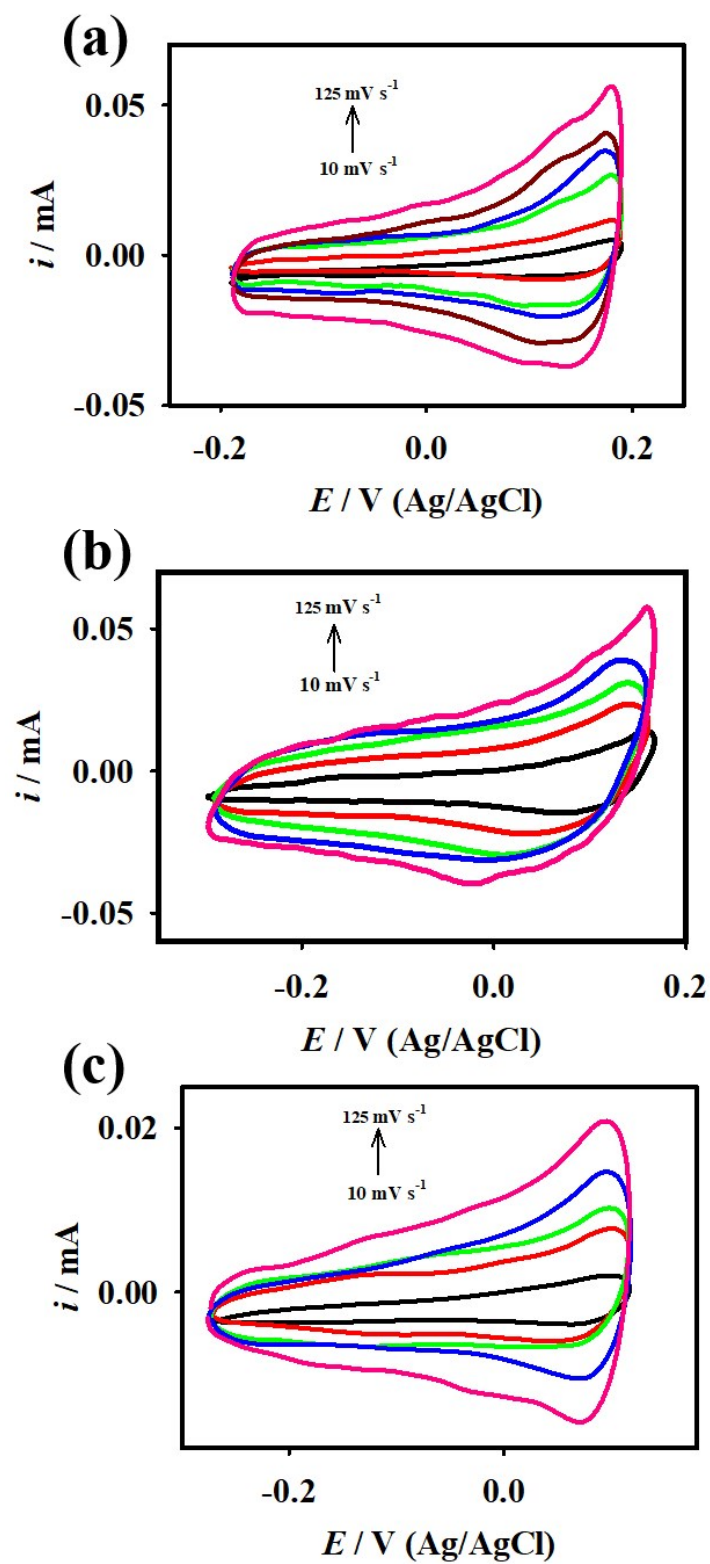 (a)
0.05
125 mV s⁻¹
10 mV s⁻¹
i / mA
0.00
-0.05
-0.2 0.0 0.2
E / V (Ag/AgCl)
(b)
0.05
125 mV s⁻¹
10 mV s⁻¹
i / mA
0.00
-0.05
-0.2 0.0 0.2
E / V (Ag/AgCl)
(c)
0.02
125 mV s⁻¹
10 mV s⁻¹
i / mA
0.00
-0.2 0.0
E / V (Ag/AgCl)